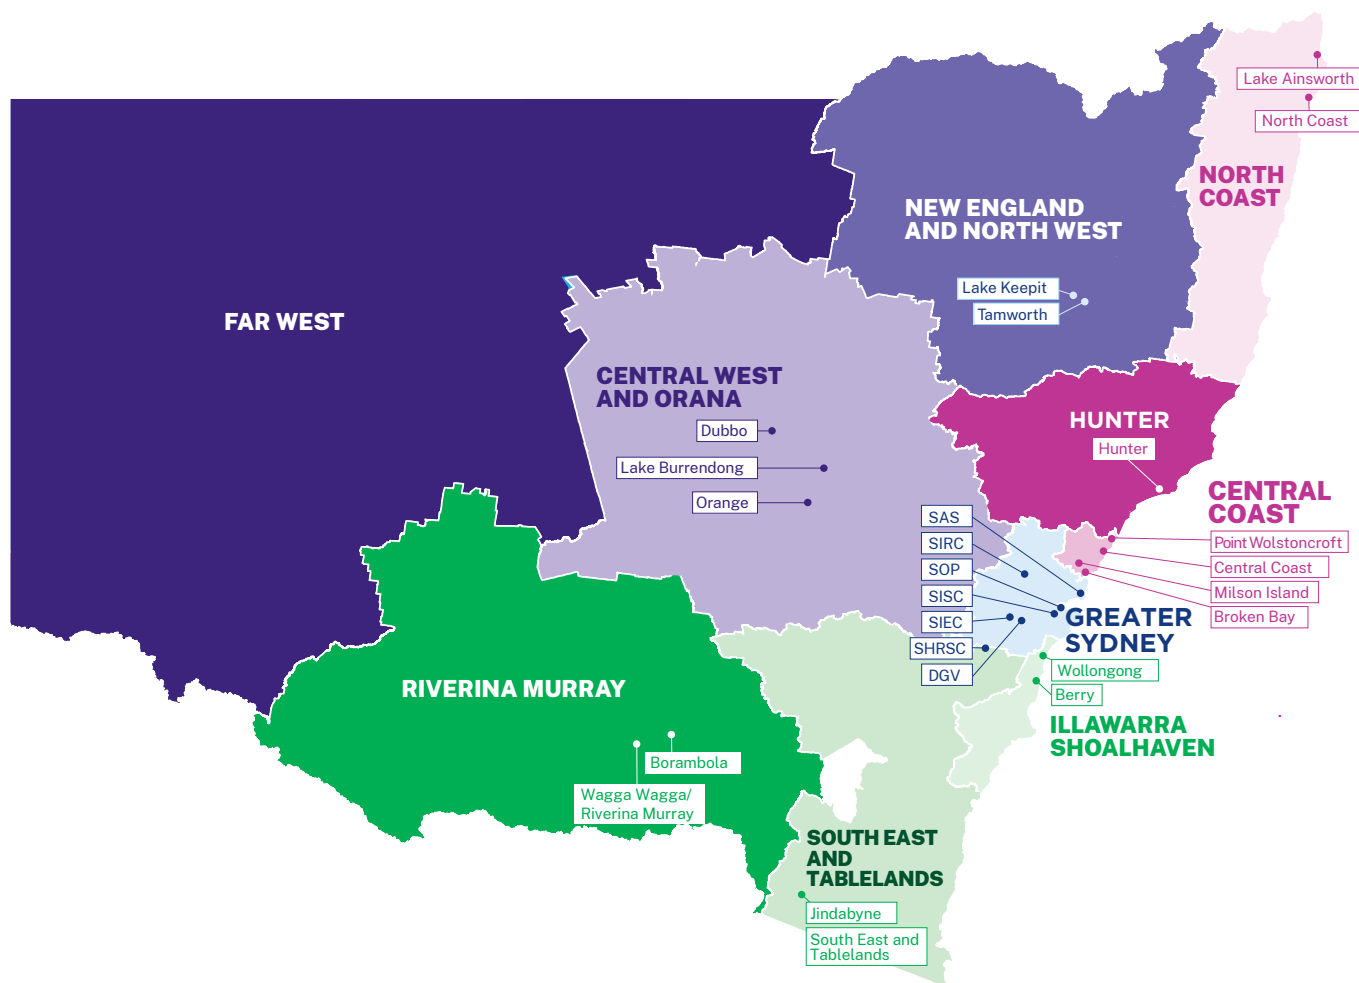 Lake Ainsworth
North Coast
NORTH
COAST
NEW ENGLAND
AND NORTH WEST
Lake Keepit
Tamworth
FAR WEST
CENTRAL WEST
AND ORANA
Dubbo
Lake Burrendong
Orange
HUNTER
Hunter
CENTRAL
COAST
Point Wolstoncroft
Central Coast
Milson Island
Broken Bay
SAS
SIRC
SOP
SISC
SIEC
SHRSC
DGV
GREATER
SYDNEY
Wollongong
Berry
ILLAWARRA
SHOALHAVEN
RIVERINA MURRAY
Borambola
Wagga Wagga/
Riverina Murray
SOUTH EAST
AND
TABLELANDS
Jindabyne
South East and
Tablelands